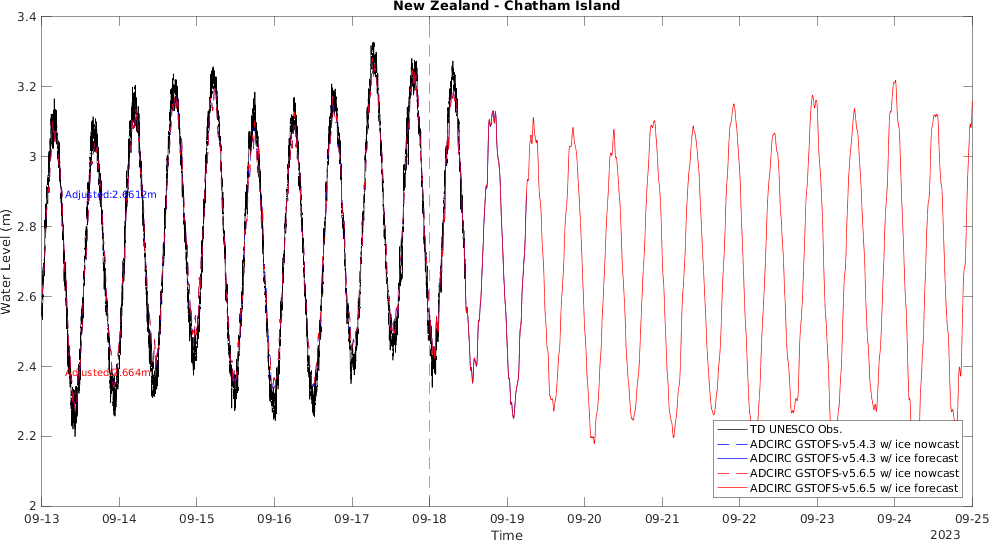 New Zealand - Chatham Island
3.4
3.2
3
2.8
2.6
2.4
2.2
2
Water Level (m)
Adjusted:2.6612m
Adjusted:2.664m
TD UNESCO Obs.
ADCIRC GSTOFS-v5.4.3 w/ ice nowcast
ADCIRC GSTOFS-v5.4.3 w/ ice forecast
ADCIRC GSTOFS-v5.6.5 w/ ice nowcast
ADCIRC GSTOFS-v5.6.5 w/ ice forecast
09-13 09-14 09-15 09-16 09-17 09-18 09-19 09-20 09-21 09-22 09-23 09-24 09-25
Time
2023